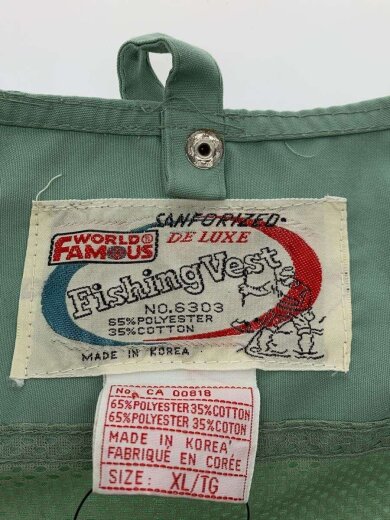 SANFORIZED.
WORLD ® DE LUXE
FAMOUS
Fishing Vest
NO.6303
65%POLYESTER
35%COTTON
MADE IN KOREA
No. CA 00818
65%POLYESTER 35%COTTON
65%POLYESTER 35%COTTON
MADE IN KOREA
FABRIQUÉ EN CORÉE
SIZE: XL/TG